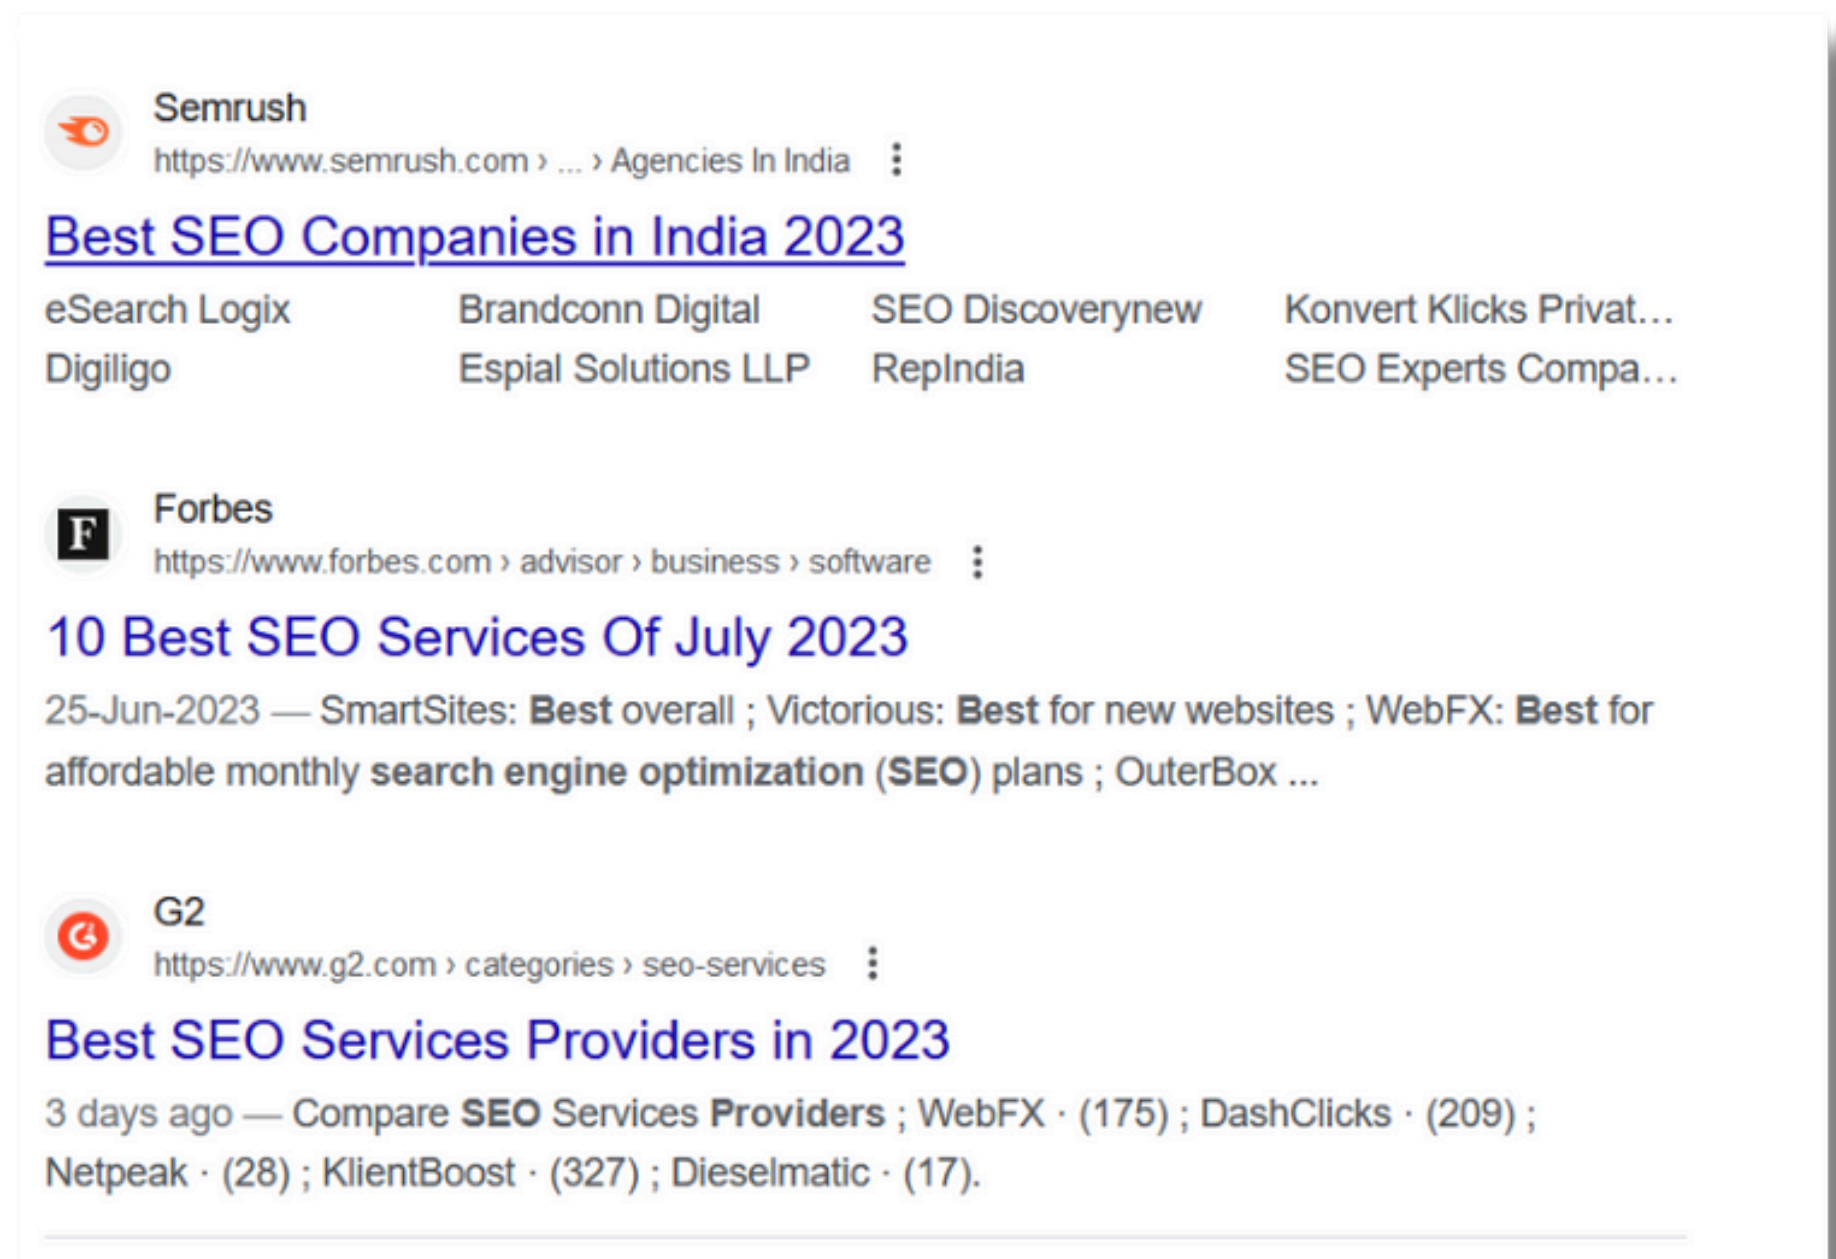 Semrush
https://www.semrush.com › ... › Agencies In India
Best SEO Companies in India 2023
eSearch Logix Brandconn Digital SEO Discoverynew Konvert Klicks Privat...
Digiligo Espial Solutions LLP RepIndia SEO Experts Compa...
F
Forbes
https://www.forbes.com › advisor › business › software
10 Best SEO Services Of July 2023
25-Jun-2023 — SmartSites: Best overall ; Victorious: Best for new websites ; WebFX: Best for
affordable monthly search engine optimization (SEO) plans ; OuterBox ...
G2
https://www.g2.com › categories › seo-services
Best SEO Services Providers in 2023
3 days ago — Compare SEO Services Providers ; WebFX · (175) ; DashClicks · (209) ;
Netpeak · (28) ; KlientBoost · (327) ; Dieselmatic · (17).